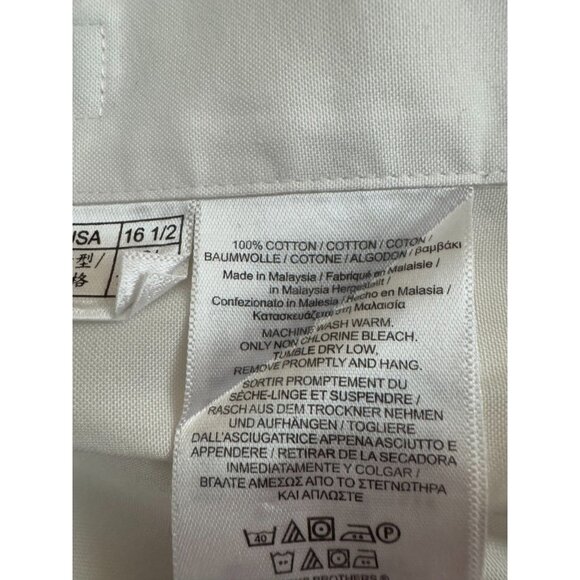 USA 16 1/2
型/
格
100% COTTON / COTTON / COTON /
BAUMWOLLE / COTONE / ALGODON / βαμβάκι
Made in Malaysia / Fabriqué en Malaisie /
in Malaysia Hergestellt /
Confezionato in Malesia / Hecho en Malasia /
Κατασκευάζεται στη Μαλαισία
MACHINE WASH WARM.
ONLY NON CHLORINE BLEACH.
TUMBLE DRY LOW,
REMOVE PROMPTLY AND HANG.
SORTIR PROMPTEMENT DU
SÈCHE-LINGE ET SUSPENDRE /
RASCH AUS DEM TROCKNER NEHMEN
UND AUFHÄNGEN / TOGLIERE
DALL'ASCIUGATRICE APPENA ASCIUTTO E
APPENDERE / RETIRAR DE LA SECADORA
INMEDIATAMENTE Y COLGAR /
ΒΓΑΛΤΕ ΑΜΕΣΩΣ ΑΠΟ ΤΟ ΣΤΕΓΝΩΤΗΡΑ
ΚΑΙ ΑΠΛΩΣΤΕ
40 P
BROTHERS ®